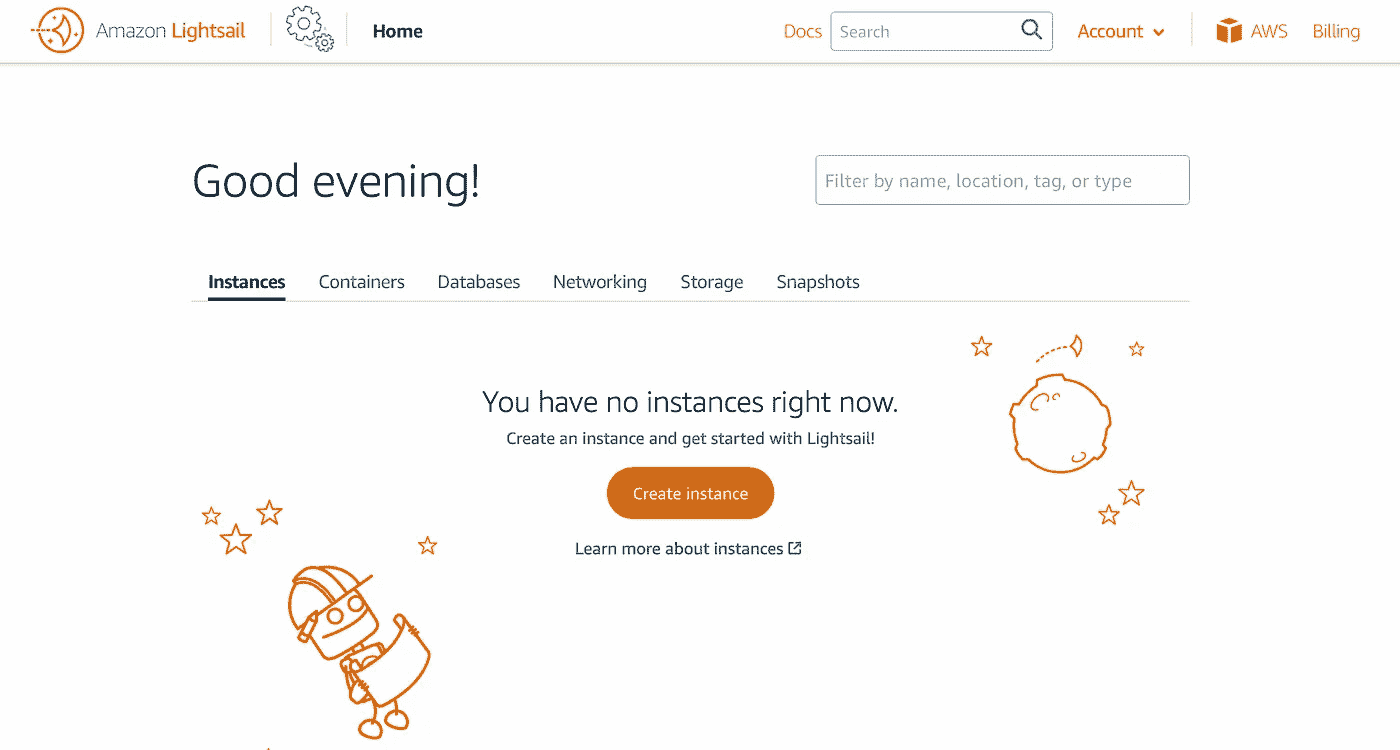 Amazon Lightsail Home Docs Search Account AWS Billing
Good evening!
Filter by name, location, tag, or type
Instances Containers Databases Networking Storage Snapshots
You have no instances right now.
Create an instance and get started with Lightsail!
Create instance
Learn more about instances